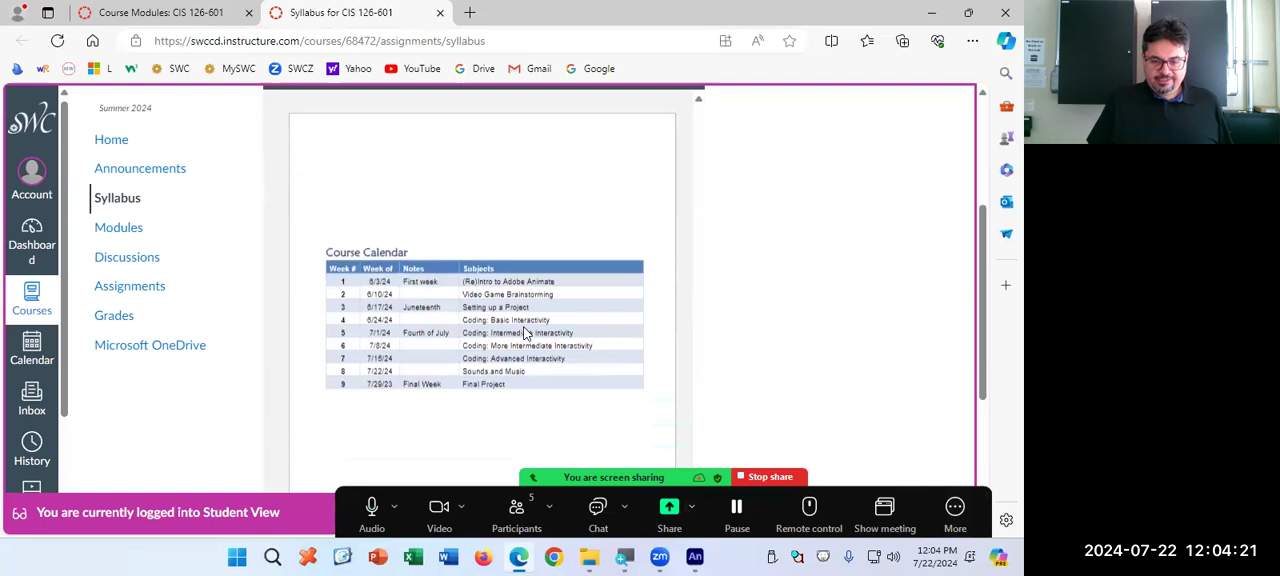 Course Modules: CIS 126-601
Syllabus for CIS 126-601
https://swccd.instructure.com/courses/68472/assignments/syllabus
L
SWC
MySWC
SWCZ
Yahoo
YouTube
Drive
Gmail
Google
SWC
Account
Dashboar
d
Courses
Calendar
Inbox
History
Summer 2024
Home
Announcements
Syllabus
Modules
Discussions
Assignments
Grades
Microsoft OneDrive
Course Calendar
Week # Week of Notes Subjects
1 6/3/24 First week (Re)Intro to Adobe Animate
2 6/10/24 Video Game Brainstorming
3 6/17/24 Juneteenth Setting up a Project
4 6/24/24 Coding: Basic Interactivity
5 7/1/24 Fourth of July Coding: Intermediate Interactivity
6 7/8/24 Coding: More Intermediate Interactivity
7 7/15/24 Coding: Advanced Interactivity
8 7/22/24 Sounds and Music
9 7/29/23 Final Week Final Project
You are screen sharing
Stop share
You are currently logged into Student View
Audio
Video
5
Participants
Chat
Share
Pause
Remote control
Show meeting
More
zm
An
12:04 PM
7/22/2024
2024-07-22 12:04:21